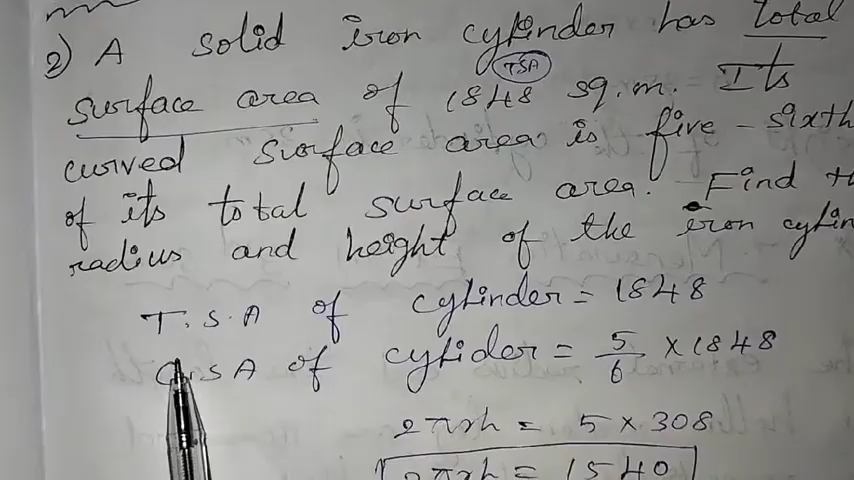 2) A solid iron cylinder has total
TSA
surface area of 1848 sq.m. Its
curved surface area is five - sixth
of its total surface area. Find
radius and height of the iron
T.S.A of cylinder = 1848
C.S A of cylider = 5/6 × 1848
2πrh = 5 × 308
2πrh = 1540